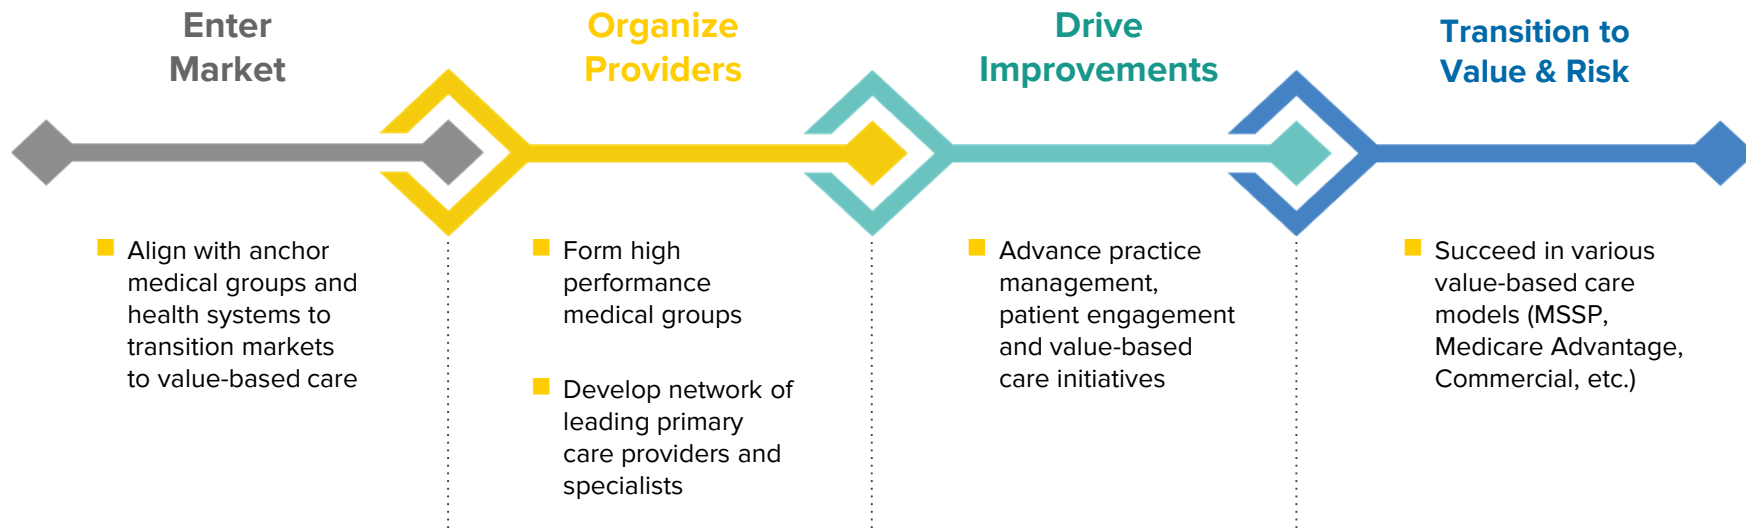 Enter
Market
Organize
Providers
Drive
Improvements
Transition to
Value & Risk
Align with anchor
medical groups and
health systems to
transition markets
to value-based care
Form high
performance
medical groups
Develop network of
leading primary
care providers and
specialists
Advance practice
management,
patient engagement
and value-based
care initiatives
Succeed in various
value-based care
models (MSSP,
Medicare Advantage,
Commercial, etc.)